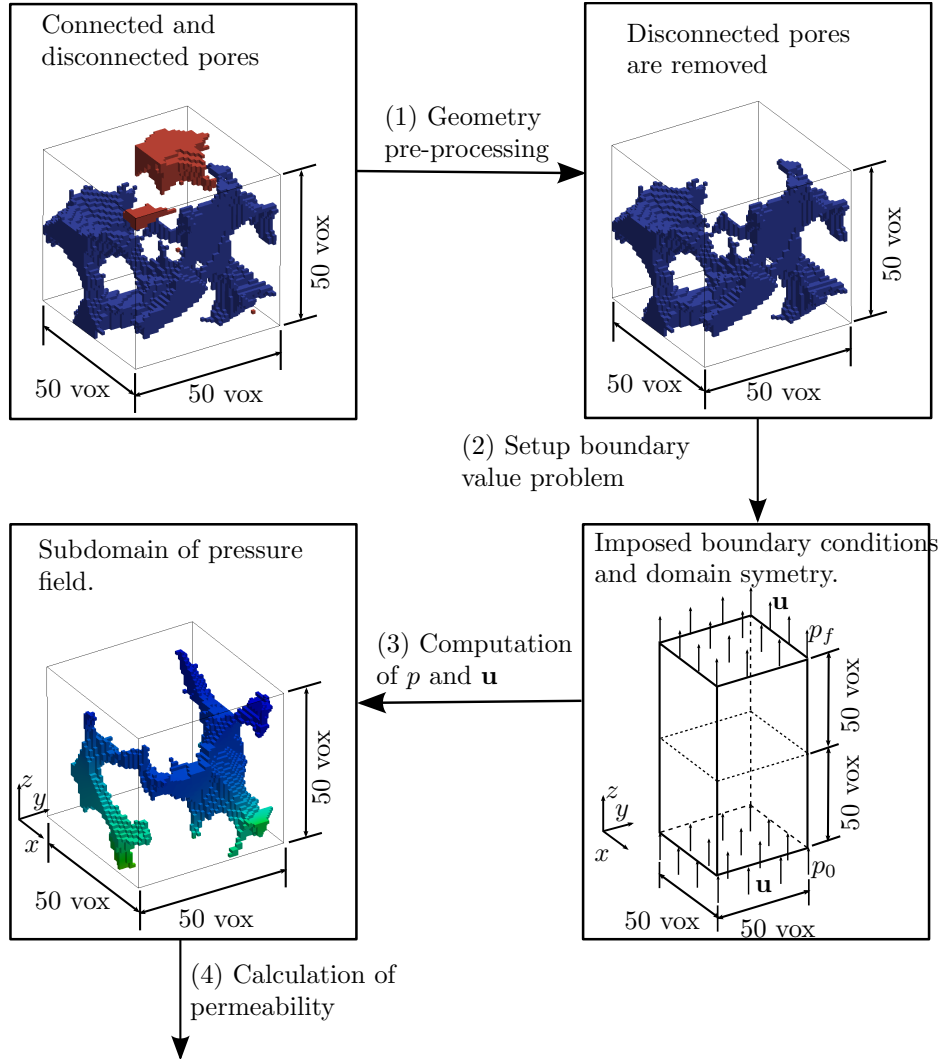 Connected and
disconnected pores
50 vox
50 vox
50 vox
(1) Geometry
pre-processing
Disconnected pores
are removed
50 vox
50 vox
50 vox
(2) Setup boundary
value problem
Imposed boundary conditions
and domain symetry.
u
p_f
50 vox
50 vox
z
y
x
p_0
u
50 vox
50 vox
(3) Computation
of p and u
Subdomain of pressure
field.
50 vox
z
y
x
50 vox
50 vox
(4) Calculation of
permeability